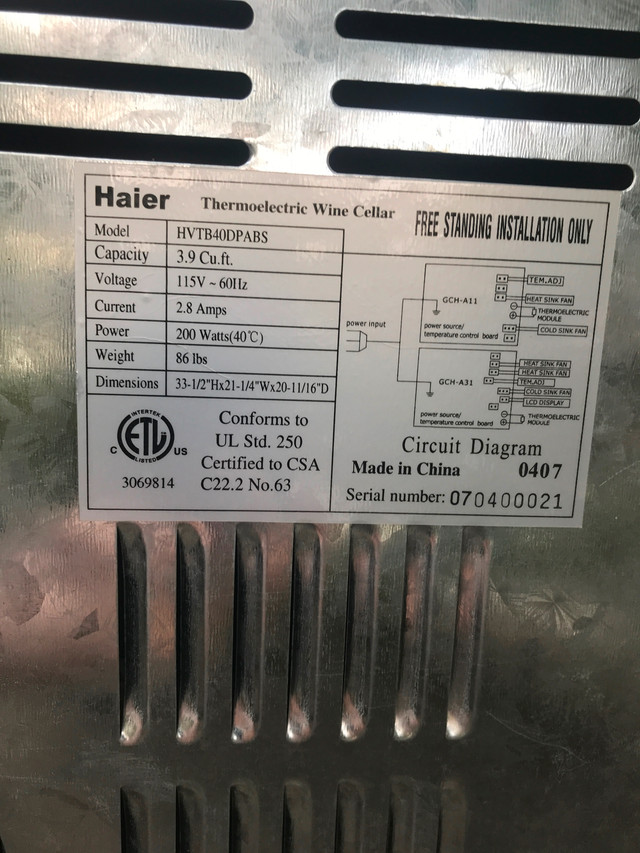 Haier Thermoelectric Wine Cellar FREE STANDING INSTALLATION ONLY
Model HVTB40DPABS
Capacity 3.9 Cu.ft.
Voltage 115V ~ 60Hz
Current 2.8 Amps
Power 200 Watts(40℃)
Weight 86 lbs
Dimensions 33-1/2"Hx21-1/4"Wx20-11/16"D
INTERTEK
C ETL US
LISTED
3069814
Conforms to
UL Std. 250
Certified to CSA
C22.2 No.63
power input
GCH-A11
power source/
temperature control board
TEM.ADJ
HEAT SINK FAN
THERMOELECTRIC
MODULE
COLD SINK FAN
GCH-A31
power source/
temperature control board
HEAT SINK FAN
HEAT SINK FAN
TEM.ADJ
COLD SINK FAN
LCD DISPLAY
THERMOELECTRIC
MODULE
Circuit Diagram
Made in China 0407
Serial number: 070400021